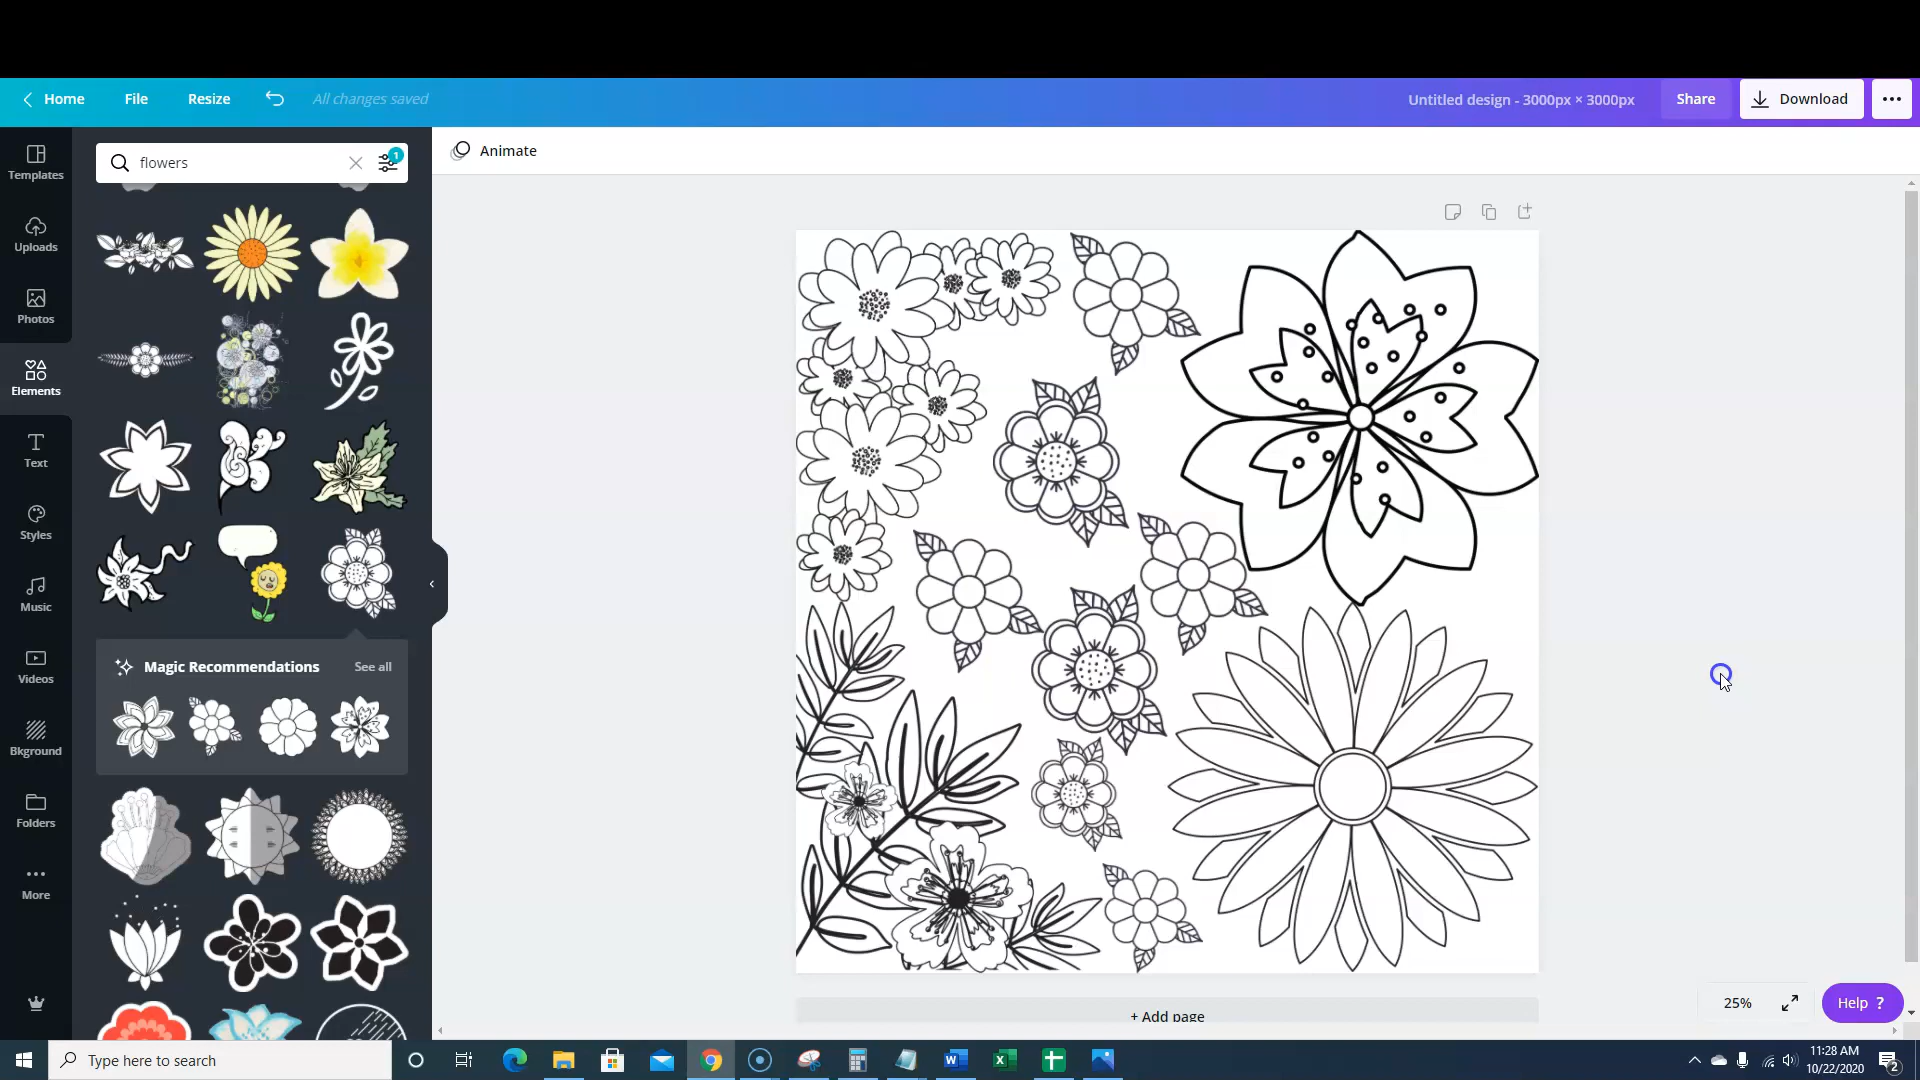 Home
File
Resize
All changes saved
Untitled design - 3000px × 3000px
Share
Download
Templates
Uploads
Photos
Elements
Text
Styles
Music
Videos
Bkground
Folders
More
flowers
1
Magic Recommendations
See all
Animate
+ Add page
25%
Help ?
Type here to search
11:28 AM
10/22/2020
2